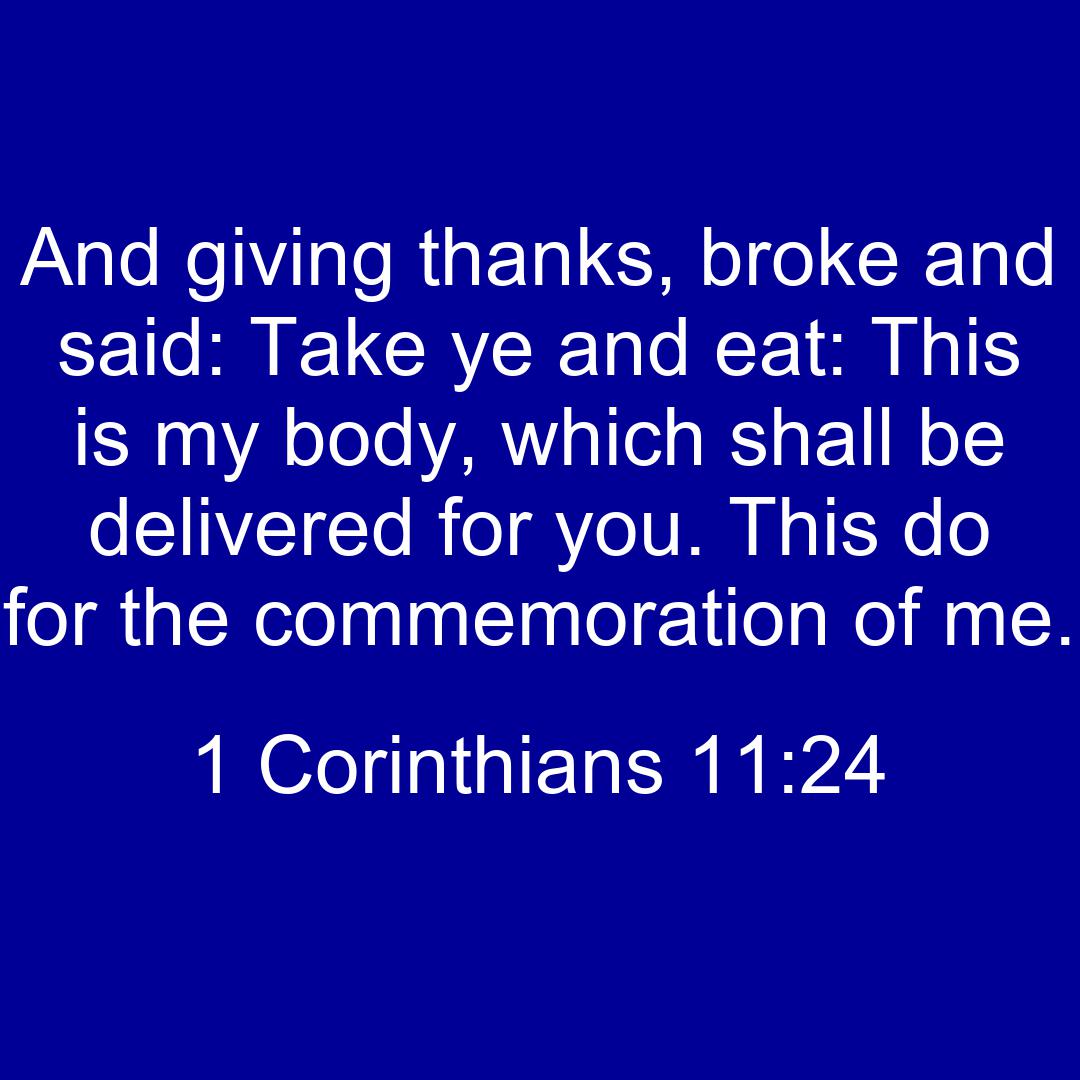 And giving thanks, broke and
said: Take ye and eat: This
is my body, which shall be
delivered for you. This do
for the commemoration of me.
1 Corinthians 11:24